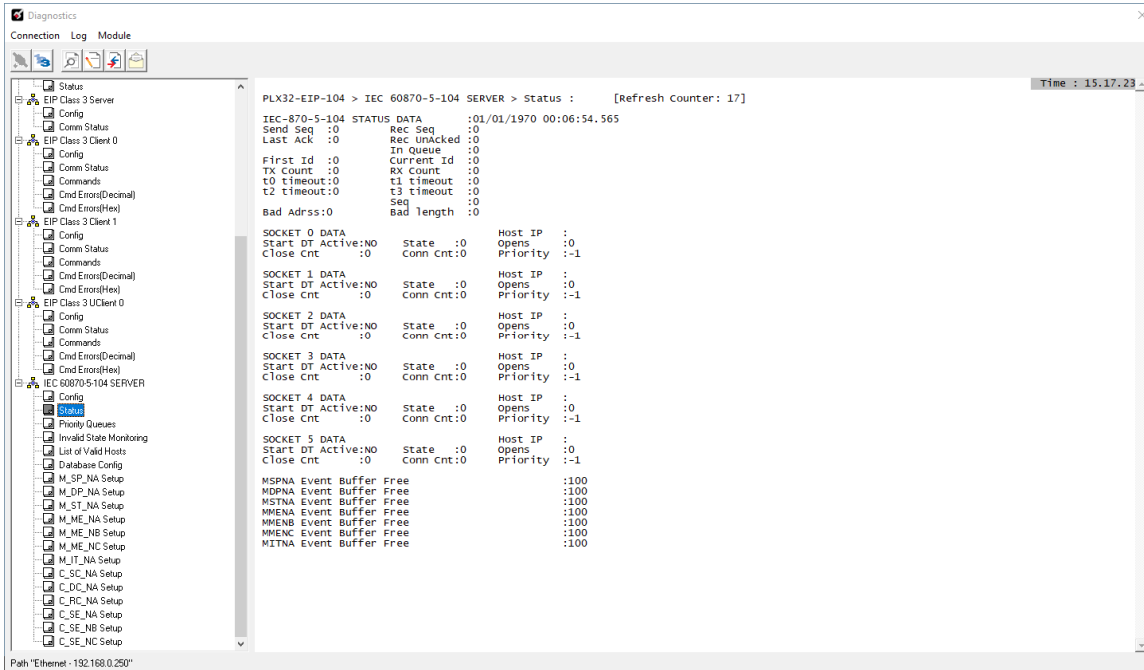 Diagnostics
Connection Log Module
Status
EIP Class 3 Server
Config
Comm Status
EIP Class 3 Client 0
Config
Comm Status
Commands
Cmd Errors(Decimal)
Cmd Errors(Hex)
EIP Class 3 Client 1
Config
Comm Status
Commands
Cmd Errors(Decimal)
Cmd Errors(Hex)
EIP Class 3 UClient 0
Config
Comm Status
Commands
Cmd Errors(Decimal)
Cmd Errors(Hex)
IEC 60870-5-104 SERVER
Config
Status
Priority Queues
Invalid State Monitoring
List of Valid Hosts
Database Config
M_SP_NA Setup
M_DP_NA Setup
M_ST_NA Setup
M_ME_NA Setup
M_ME_NB Setup
M_ME_NC Setup
M_IT_NA Setup
C_SC_NA Setup
C_DC_NA Setup
C_RC_NA Setup
C_SE_NA Setup
C_SE_NB Setup
C_SE_NC Setup
Time : 15.17.23
PLX32-EIP-104 > IEC 60870-5-104 SERVER > Status : [Refresh Counter: 17]
IEC-870-5-104 STATUS DATA :01/01/1970 00:06:54.565
Send Seq :0 Rec Seq :0
Last Ack :0 Rec UnAcked :0
In Queue :0
First Id :0 Current Id :0
TX Count :0 RX Count :0
t0 timeout:0 t1 timeout :0
t2 timeout:0 t3 timeout :0
Seq :0
Bad Adrss:0 Bad length :0
SOCKET 0 DATA Host IP :
Start DT Active:NO State :0 Opens :0
Close Cnt :0 Conn Cnt:0 Priority :-1
SOCKET 1 DATA Host IP :
Start DT Active:NO State :0 Opens :0
Close Cnt :0 Conn Cnt:0 Priority :-1
SOCKET 2 DATA Host IP :
Start DT Active:NO State :0 Opens :0
Close Cnt :0 Conn Cnt:0 Priority :-1
SOCKET 3 DATA Host IP :
Start DT Active:NO State :0 Opens :0
Close Cnt :0 Conn Cnt:0 Priority :-1
SOCKET 4 DATA Host IP :
Start DT Active:NO State :0 Opens :0
Close Cnt :0 Conn Cnt:0 Priority :-1
SOCKET 5 DATA Host IP :
Start DT Active:NO State :0 Opens :0
Close Cnt :0 Conn Cnt:0 Priority :-1
MSPNA Event Buffer Free :100
MDPNA Event Buffer Free :100
MSTNA Event Buffer Free :100
MMENA Event Buffer Free :100
MMENB Event Buffer Free :100
MMENC Event Buffer Free :100
MITNA Event Buffer Free :100
Path "Ethernet - 192.168.0.250"